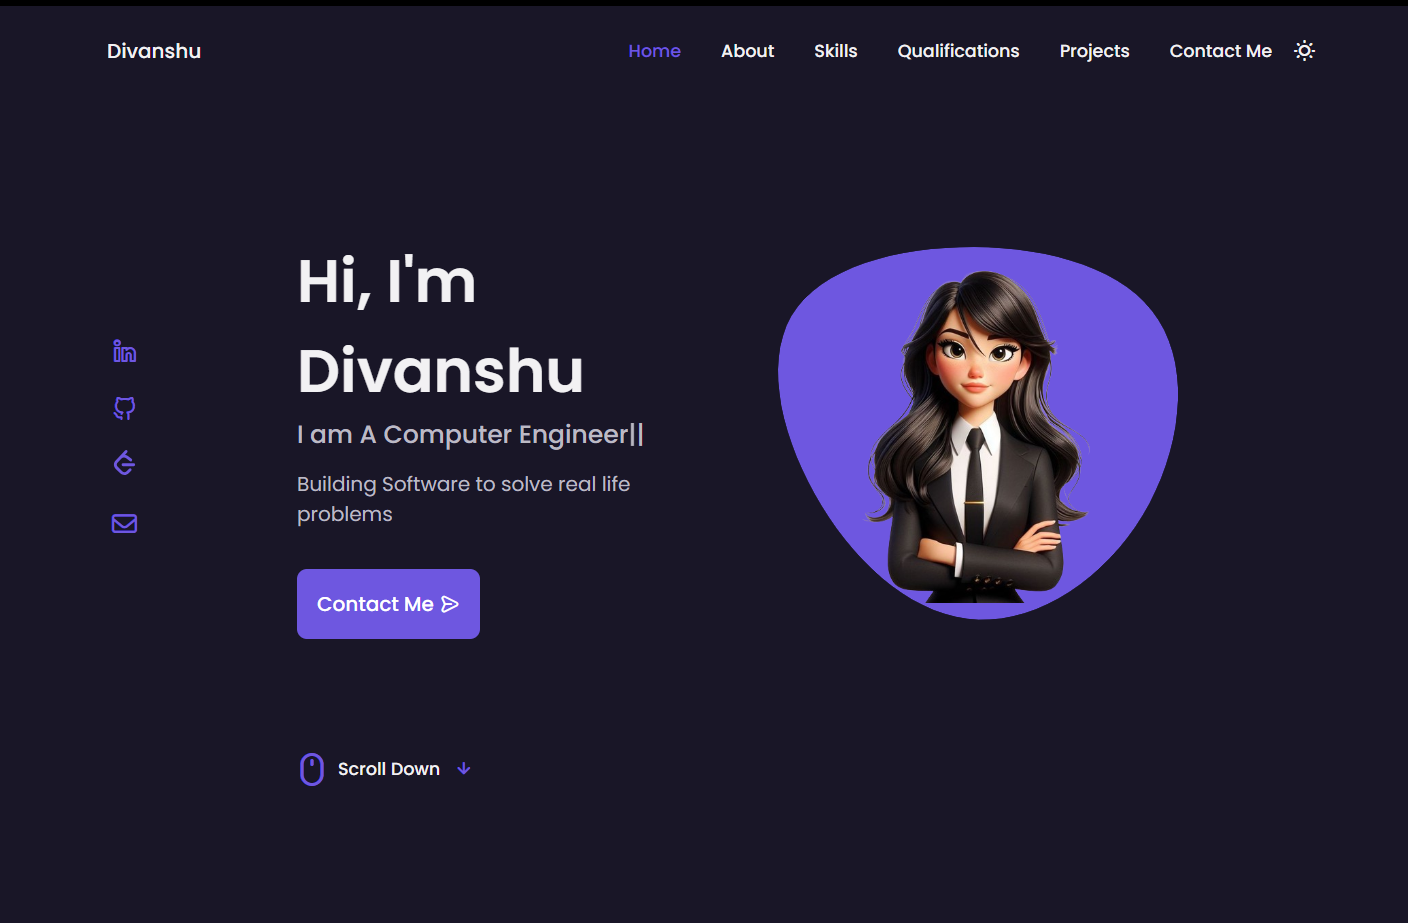 Divanshu
Home About Skills Qualifications Projects Contact Me
Hi, I'm
Divanshu
I am A Computer Engineer||
Building Software to solve real life
problems
Contact Me
Scroll Down